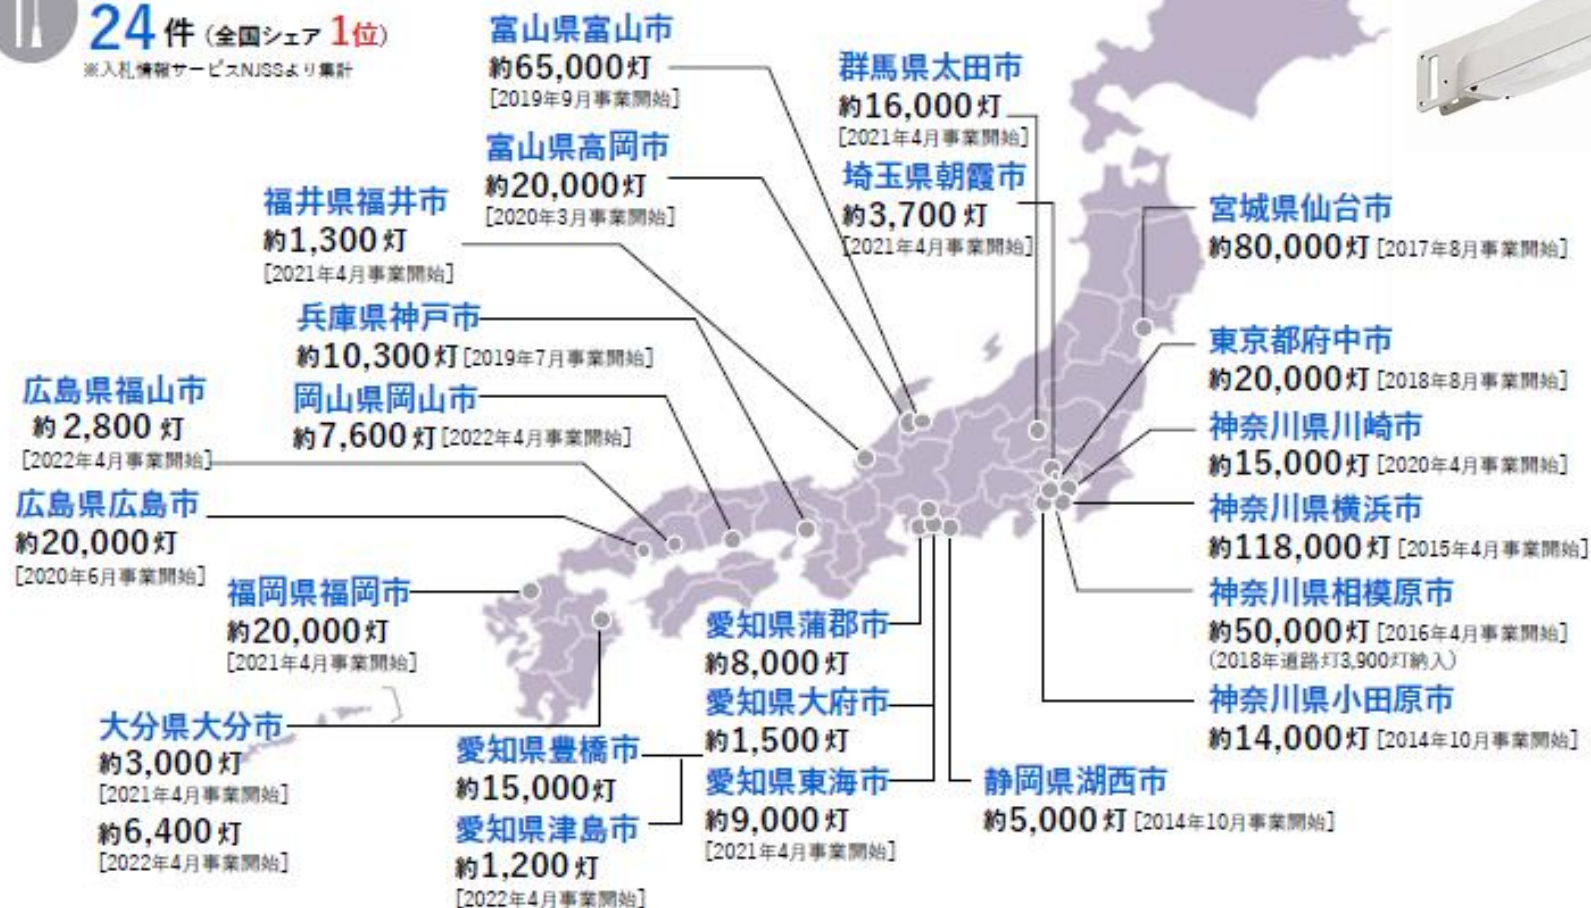 24件（全国シェア 1位）
※入札情報サービスNJSSより集計
富山県富山市
約65,000灯
[2019年9月事業開始]
富山県高岡市
約20,000灯
[2020年3月事業開始]
群馬県太田市
約16,000灯
[2021年4月事業開始]
埼玉県朝霞市
約3,700灯
[2021年4月事業開始]
福井県福井市
約1,300灯
[2021年4月事業開始]
兵庫県神戸市
約10,300灯[2019年7月事業開始]
岡山県岡山市
約7,600灯[2022年4月事業開始]
広島県福山市
約2,800灯
[2022年4月事業開始]
広島県広島市
約20,000灯
[2020年6月事業開始]
福岡県福岡市
約20,000灯
[2021年4月事業開始]
大分県大分市
約3,000灯
[2021年4月事業開始]
約6,400灯
[2022年4月事業開始]
愛知県豊橋市
約15,000灯
愛知県津島市
約1,200灯
[2022年4月事業開始]
愛知県蒲郡市
約8,000灯
愛知県大府市
約1,500灯
愛知県東海市
約9,000灯
[2021年4月事業開始]
静岡県湖西市
約5,000灯[2014年10月事業開始]
宮城県仙台市
約80,000灯[2017年8月事業開始]
東京都府中市
約20,000灯[2018年8月事業開始]
神奈川県川崎市
約15,000灯[2020年4月事業開始]
神奈川県横浜市
約118,000灯[2015年4月事業開始]
神奈川県相模原市
約50,000灯[2016年4月事業開始]
（2018年道路灯3,900灯納入）
神奈川県小田原市
約14,000灯[2014年10月事業開始]